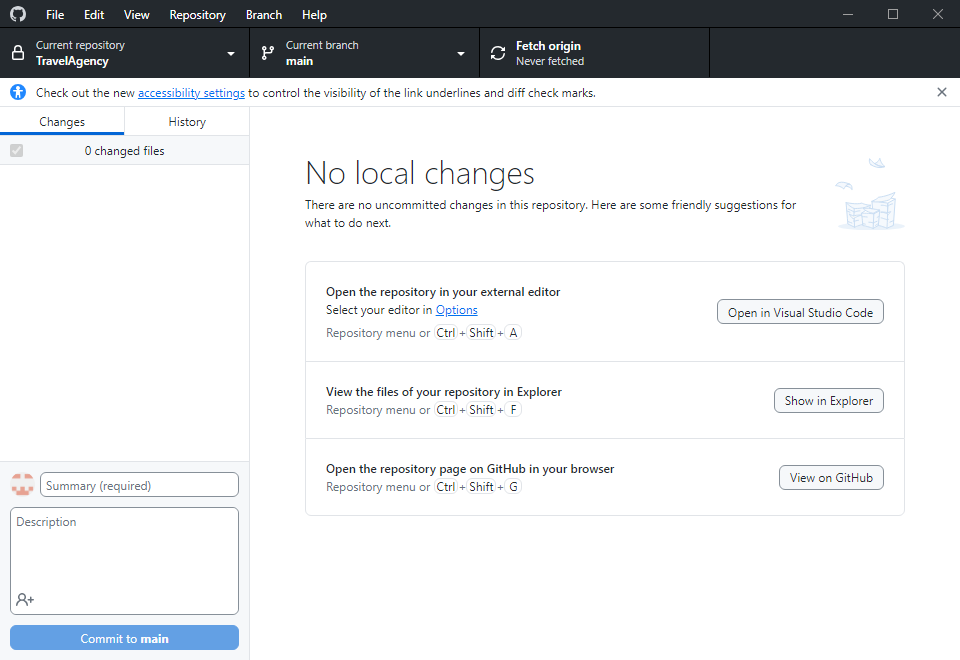 File Edit View Repository Branch Help
Current repository
TravelAgency
Current branch
main
Fetch origin
Never fetched
Check out the new accessibility settings to control the visibility of the link underlines and diff check marks.
Changes History
0 changed files
No local changes
There are no uncommitted changes in this repository. Here are some friendly suggestions for
what to do next.
Open the repository in your external editor
Select your editor in Options
Repository menu or Ctrl + Shift + A
Open in Visual Studio Code
View the files of your repository in Explorer
Repository menu or Ctrl + Shift + F
Show in Explorer
Open the repository page on GitHub in your browser
Repository menu or Ctrl + Shift + G
View on GitHub
Summary (required)
Description
Commit to main